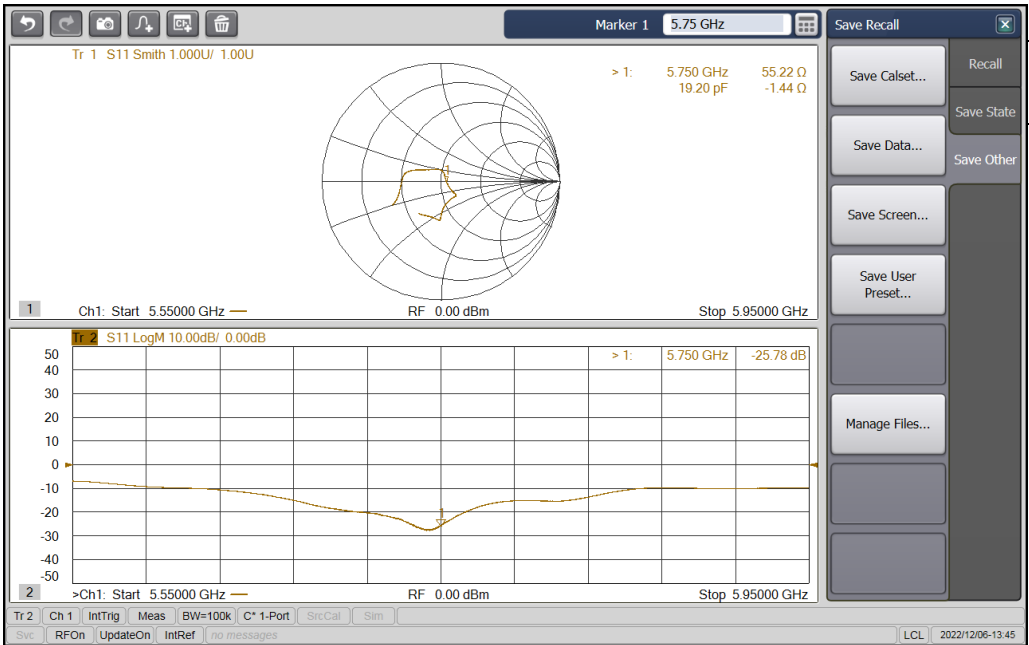 Marker 1 5.75 GHz
Save Recall
Tr 1 S11 Smith 1.000U/ 1.00U
> 1: 5.750 GHz 55.22 Ω
19.20 pF -1.44 Ω
1
1 Ch1: Start 5.55000 GHz — RF 0.00 dBm Stop 5.95000 GHz
Tr 2 S11 LogM 10.00dB/ 0.00dB
> 1: 5.750 GHz -25.78 dB
50
40
30
20
10
0
-10
-20
-30
-40
-50
1
2 >Ch1: Start 5.55000 GHz — RF 0.00 dBm Stop 5.95000 GHz
Save Calset...
Save Data...
Save Screen...
Save User
Preset...
Manage Files...
Recall
Save State
Save Other
Tr 2 Ch 1 IntTrig Meas BW=100k C* 1-Port SrcCal Sim
Svc RFOn UpdateOn IntRef no messages LCL 2022/12/06-13:45